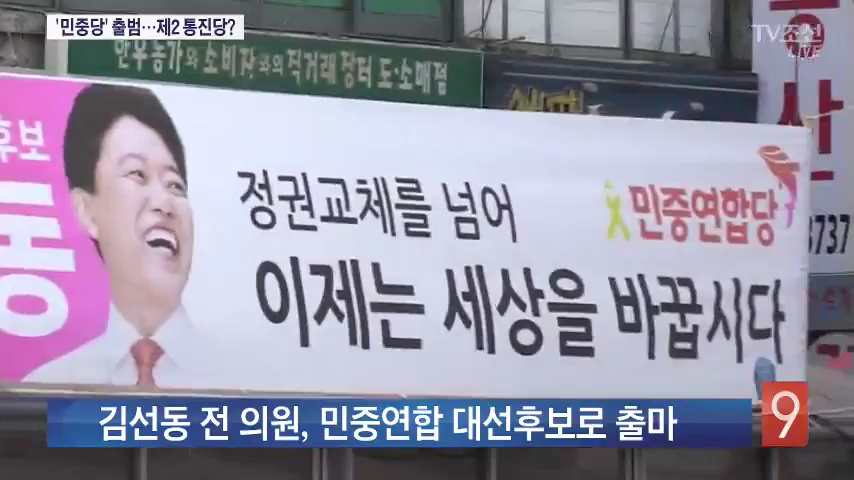 '민중당' 출범…제2 통진당?
TV조선
LIVE
한우농가와 소비자와의 직거래 장터 도·소매점
후보
동
정권교체를 넘어
이제는 세상을 바꿉시다
민중연합당
산
3737
김선동 전 의원, 민중연합 대선후보로 출마
9